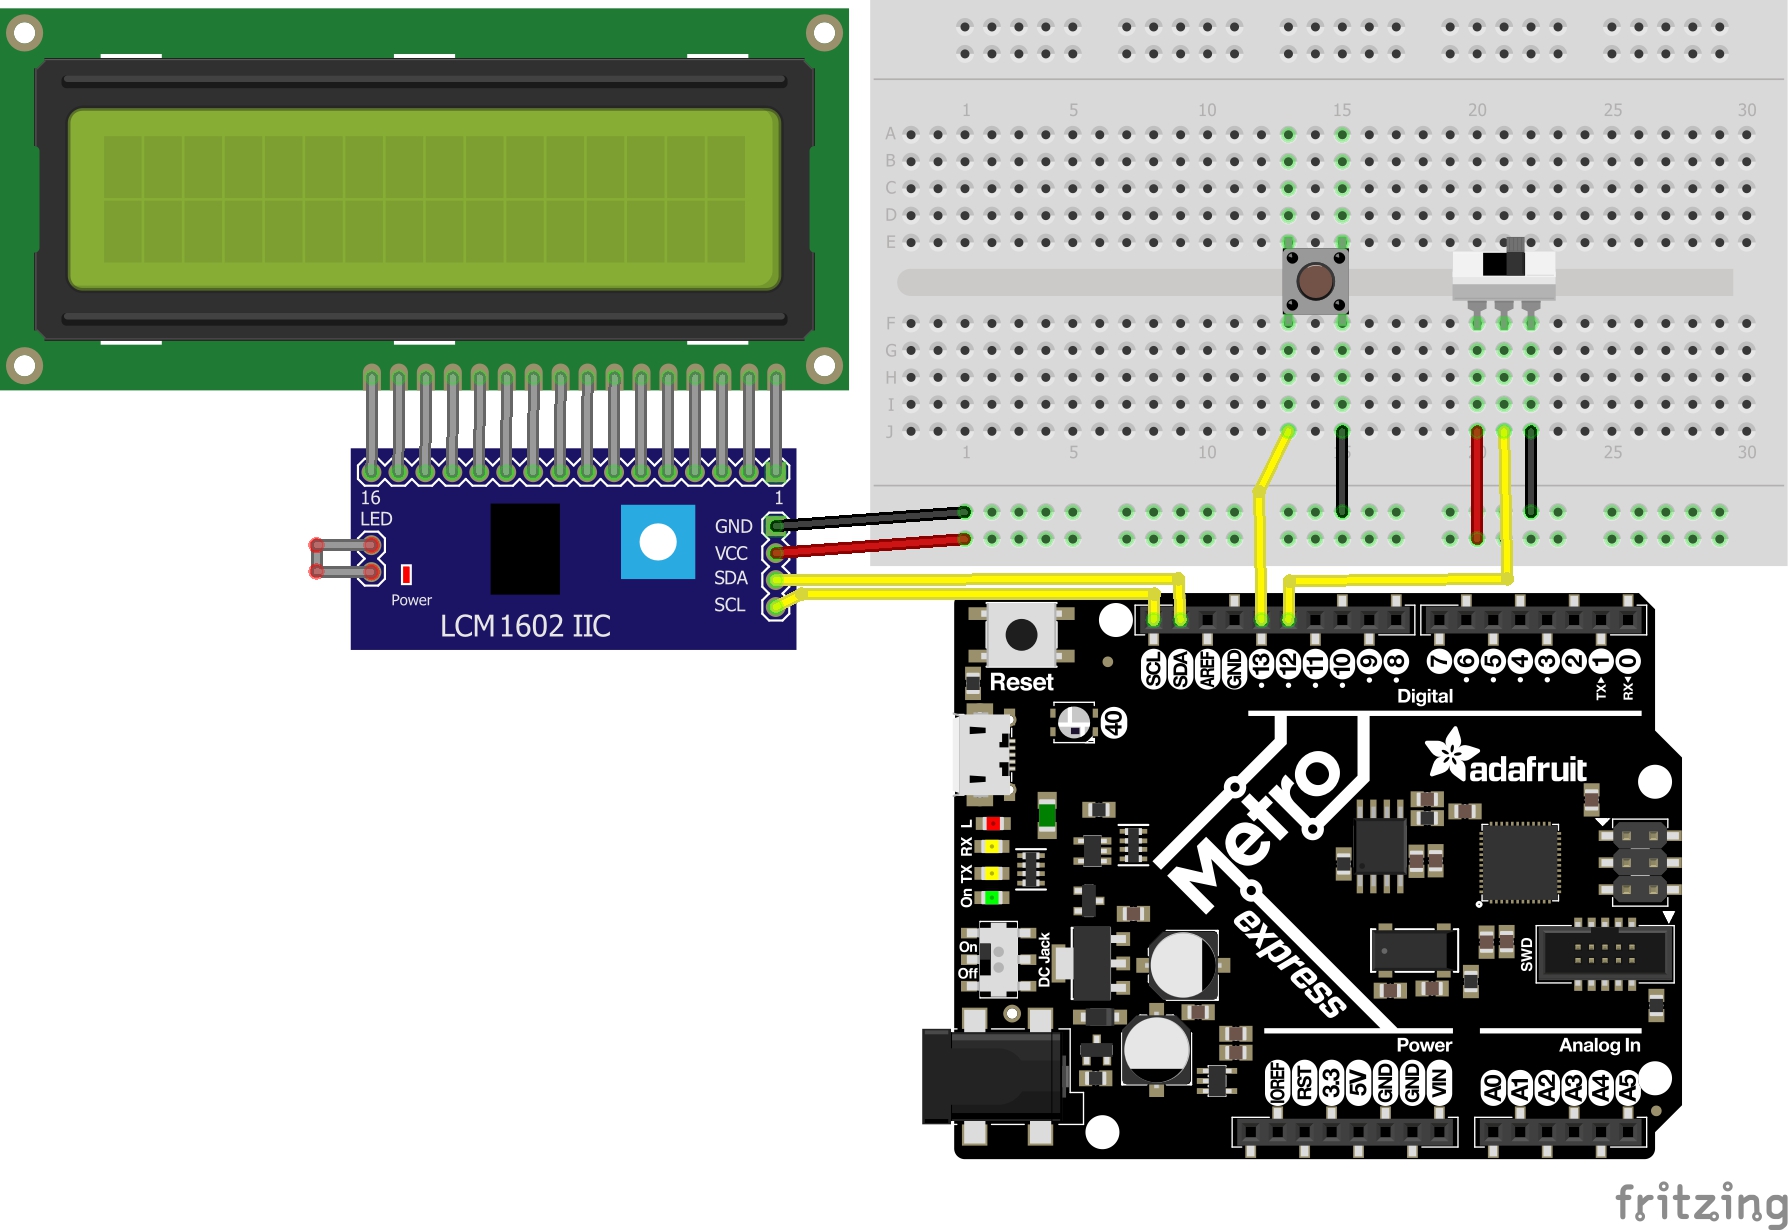 1 5 10 15 20 25 30
A
B
C
D
E
F
G
H
I
J
1 5 10 15 20 25 30
16 1
LED
GND
VCC
SDA
SCL
Power
LCM1602 IIC
Reset
SCL SDA AREF GND 13 12 11 10 9 8 7 6 5 4 3 2 1 0
TX RX
Digital
40
Metro
express
adafruit
L
RX
TX
On
On
Off
DC Jack
SWD
Power
Analog In
IOREF RST 3.3 5V GND GND VIN A0 A1 A2 A3 A4 A5
fritzing